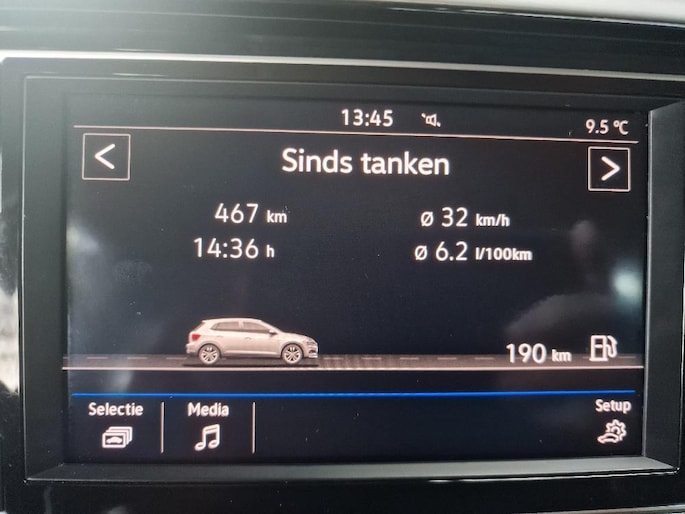 13:45
9.5 °C
< Sinds tanken >
467 km
Ø 32 km/h
14:36 h
Ø 6.2 l/100km
190 km
Selectie
Media
Setup